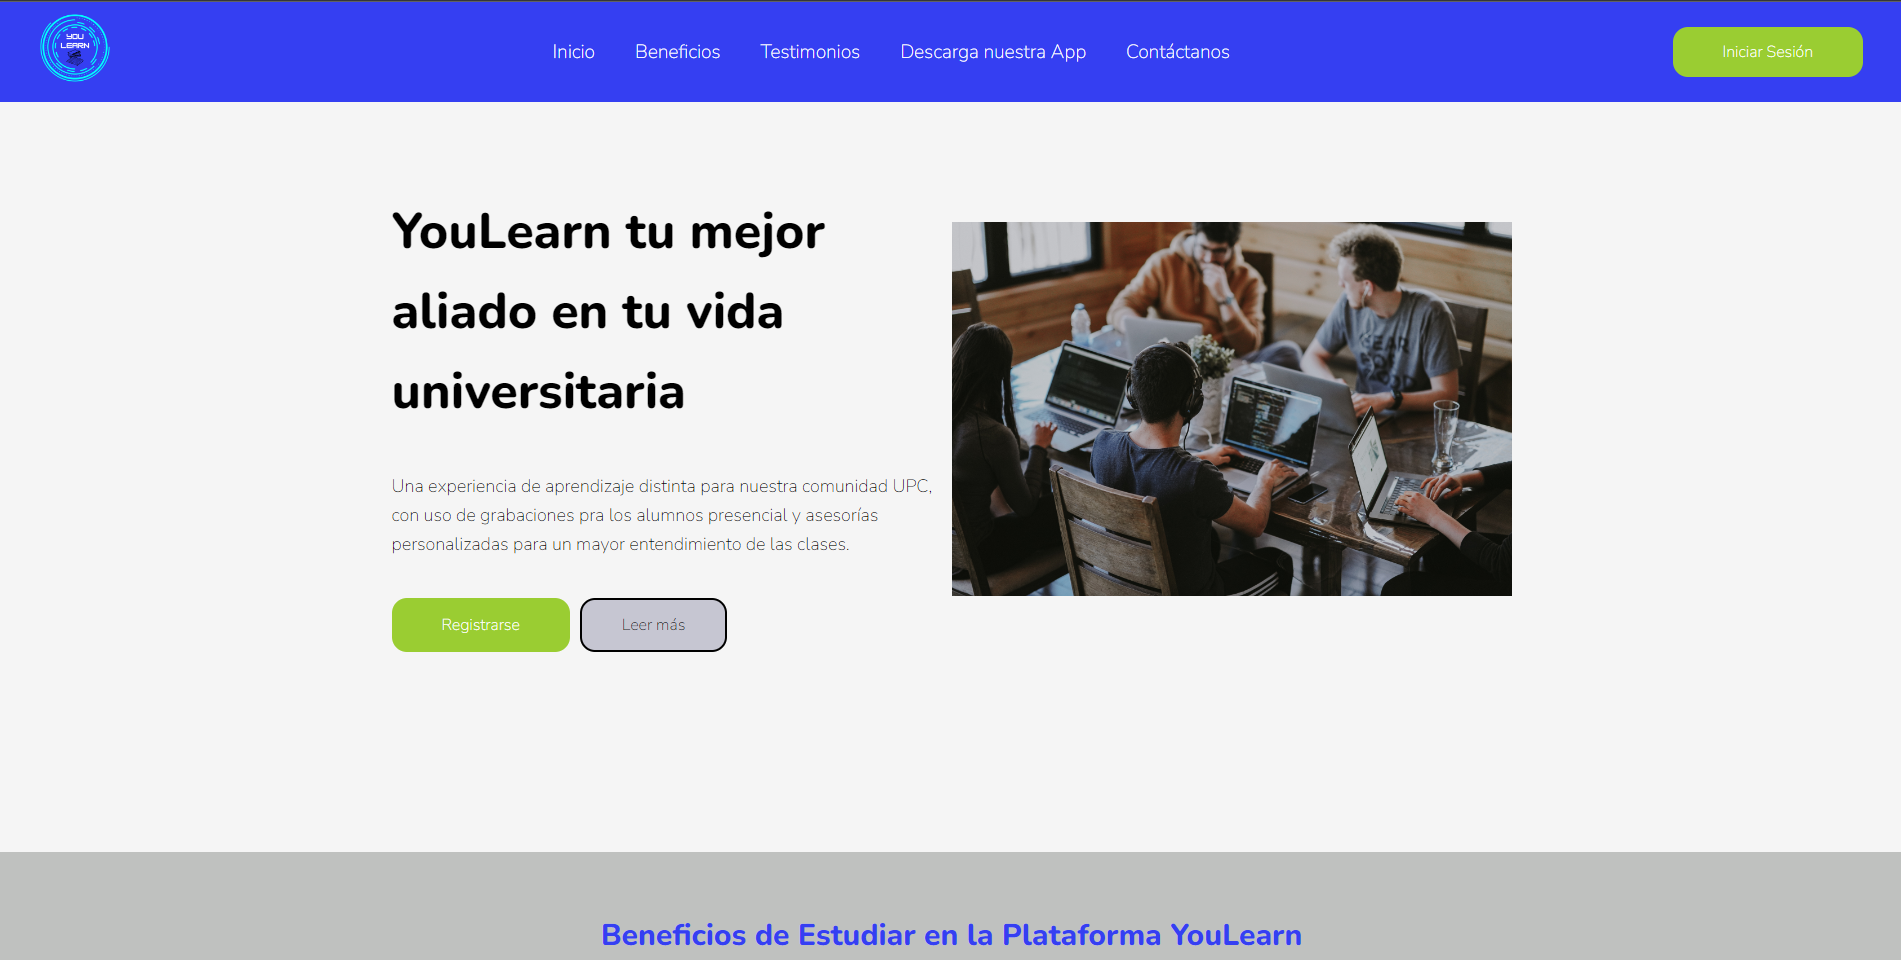 YOU
LEARN
Inicio
Beneficios
Testimonios
Descarga nuestra App
Contáctanos
Iniciar Sesión
YouLearn tu mejor
aliado en tu vida
universitaria
Una experiencia de aprendizaje distinta para nuestra comunidad UPC,
con uso de grabaciones pra los alumnos presencial y asesorías
personalizadas para un mayor entendimiento de las clases.
Registrarse
Leer más
Beneficios de Estudiar en la Plataforma YouLearn